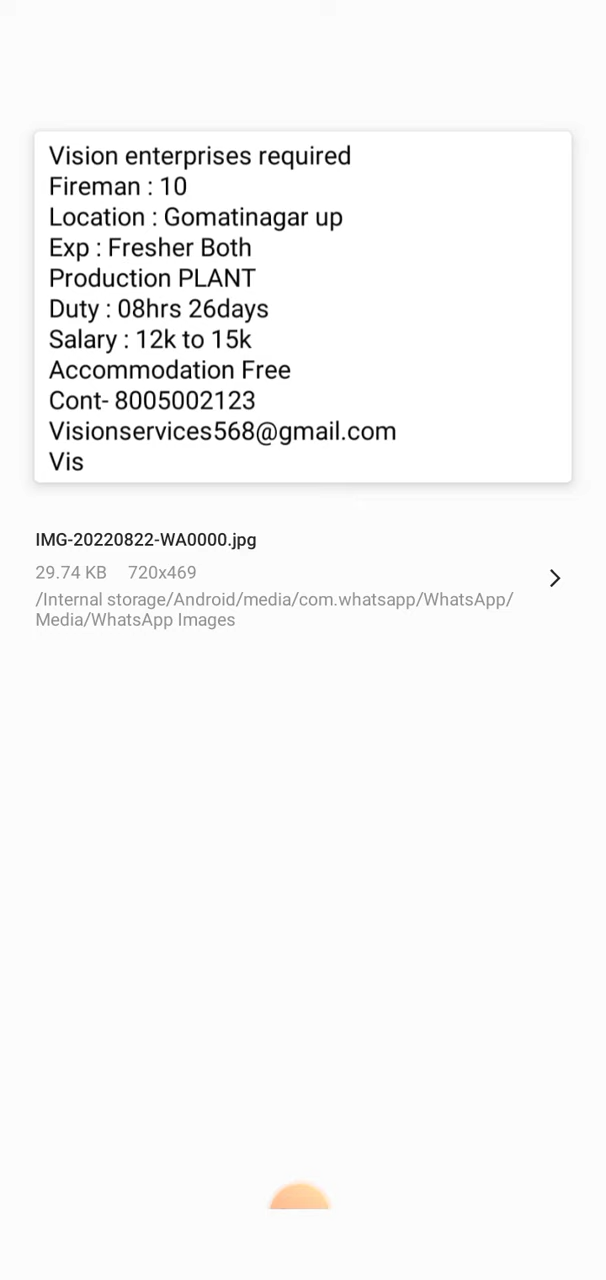 Vision enterprises required
Fireman : 10
Location : Gomatinagar up
Exp : Fresher Both
Production PLANT
Duty : 08hrs 26days
Salary : 12k to 15k
Accommodation Free
Cont- 8005002123
Visionservices568@gmail.com
Vis
IMG-20220822-WA0000.jpg
29.74 KB 720x469
/Internal storage/Android/media/com.whatsapp/WhatsApp/
Media/WhatsApp Images